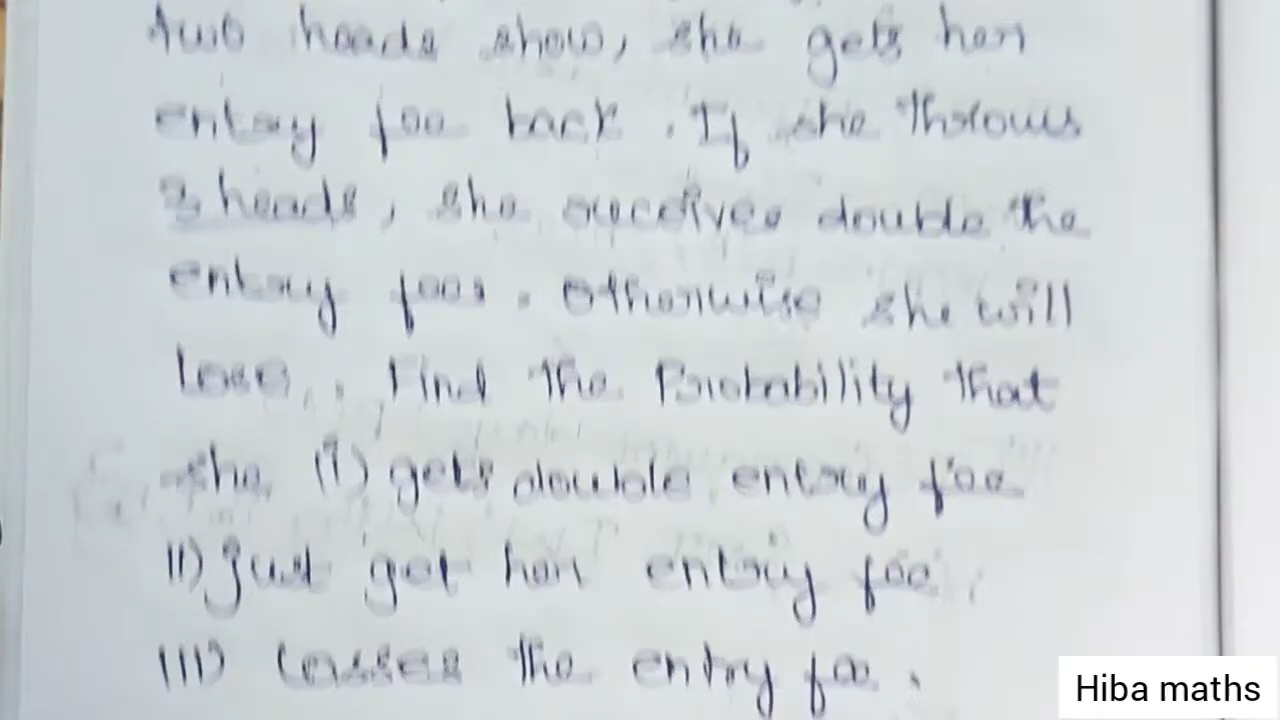 two heads show, she gets her
entry fee back. If she throws
3 heads, she receives double the
entry fees. Otherwise she will
lose. Find the Probability that
she (i) gets double entry fee
ii) Just get her entry fee.
iii) Losses the entry fee.
Hiba maths